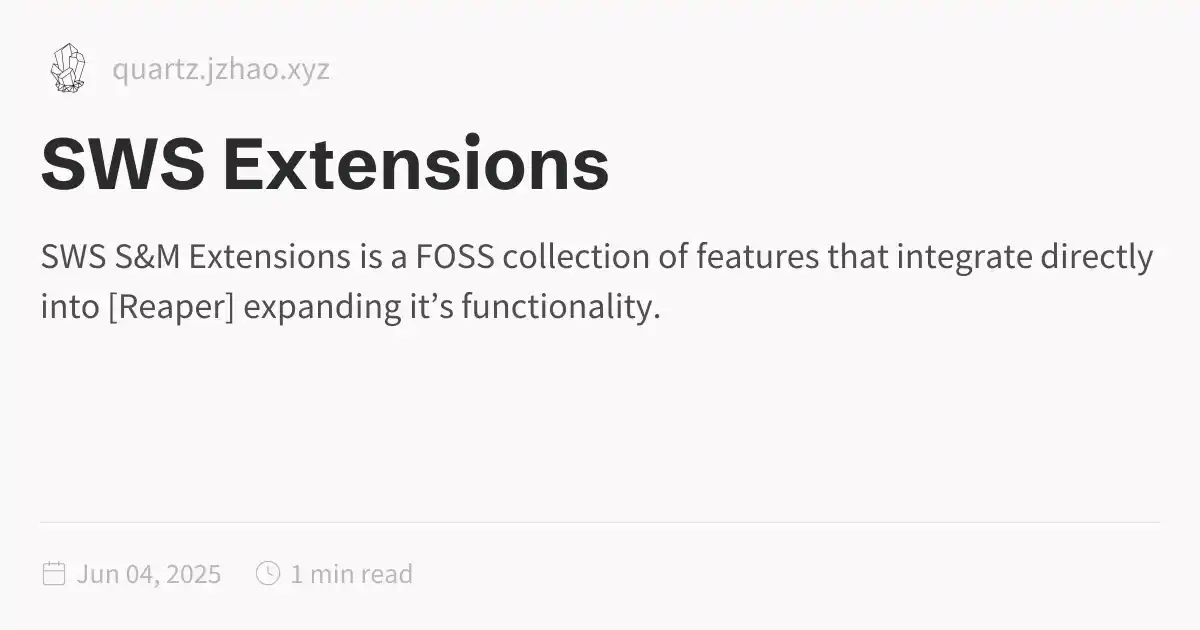 quartz.jzhao.xyz
SWS Extensions
SWS S&M Extensions is a FOSS collection of features that integrate directly
into [Reaper] expanding it’s functionality.
Jun 04, 2025 1 min read